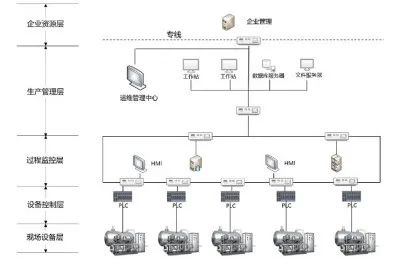 企业资源层
企业管理
专线
工作站
工作站
数据库服务器
文件服务器
运维管理中心
生产管理层
过程监控层
HMI
HMI
设备控制层
PLC
PLC
PLC
PLC
PLC
现场设备层